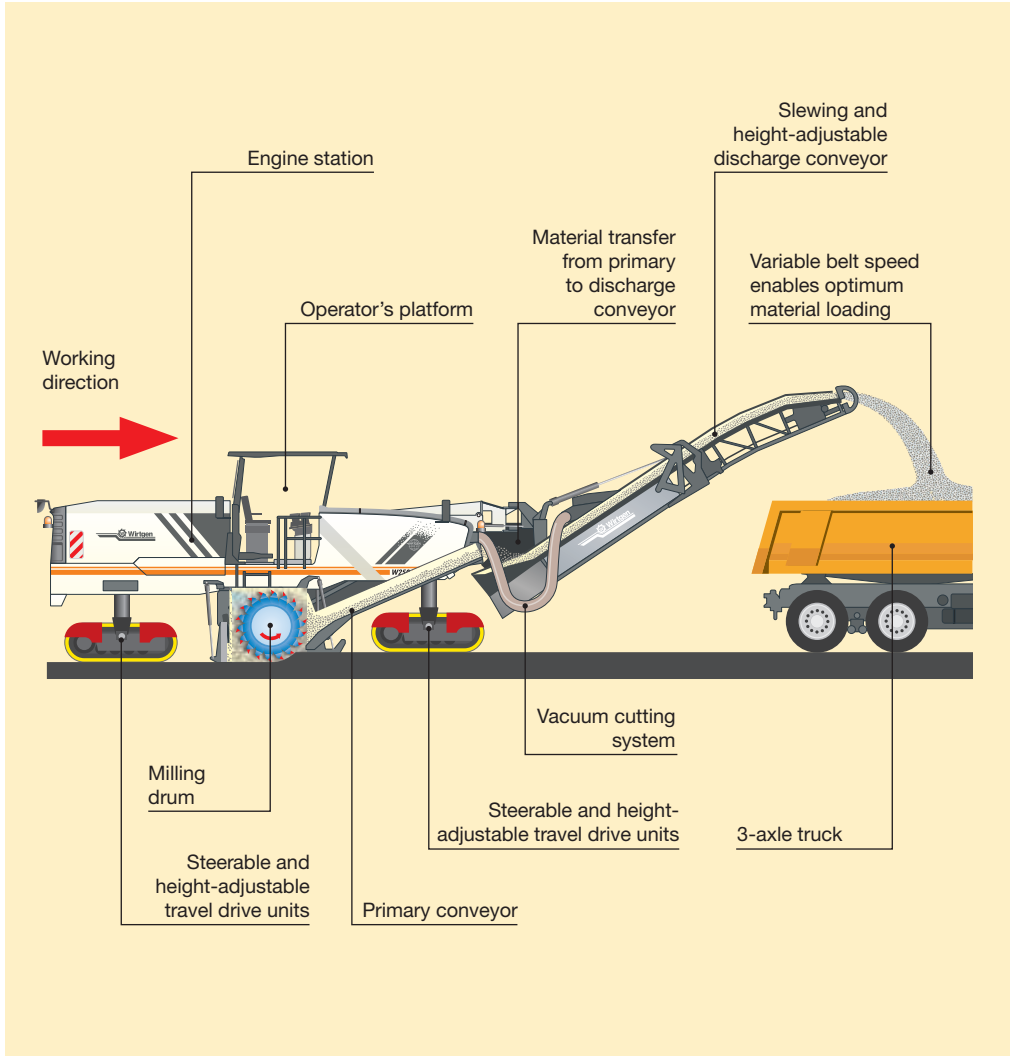 Slewing and
height-adjustable
discharge conveyor
Engine station
Material transfer
from primary
to discharge
conveyor
Variable belt speed
enables optimum
material loading
Operator's platform
Working
direction
Wirtgen
Wirtgen
Vacuum cutting
system
Milling
drum
Steerable and height-
adjustable travel drive units
3-axle truck
Steerable and
height-adjustable
travel drive units
Primary conveyor